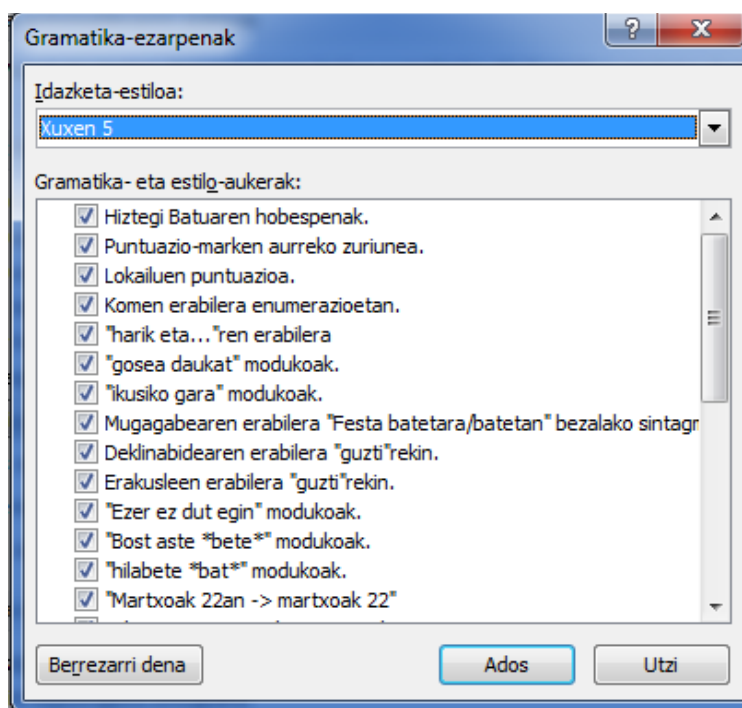 Gramatika-ezarpenak
Idazketa-estiloa:
Xuxen 5
Gramatika- eta estilo-aukerak:
Hiztegi Batuaren hobespenak.
Puntuazio-marken aurreko zuriunea.
Lokailuen puntuazioa.
Komen erabilera enumerazioetan.
"harik eta..."ren erabilera
"gosea daukat" modukoak.
"ikusiko gara" modukoak.
Mugagabearen erabilera "Festa batetara/batetan" bezalako sintagr
Deklinabidearen erabilera "guzti"rekin.
Erakusleen erabilera "guzti"rekin.
"Ezer ez dut egin" modukoak.
"Bost aste *bete*" modukoak.
"hilabete *bat*" modukoak.
"Martxoak 22an -> martxoak 22"
Berrezarri dena Ados Utzi